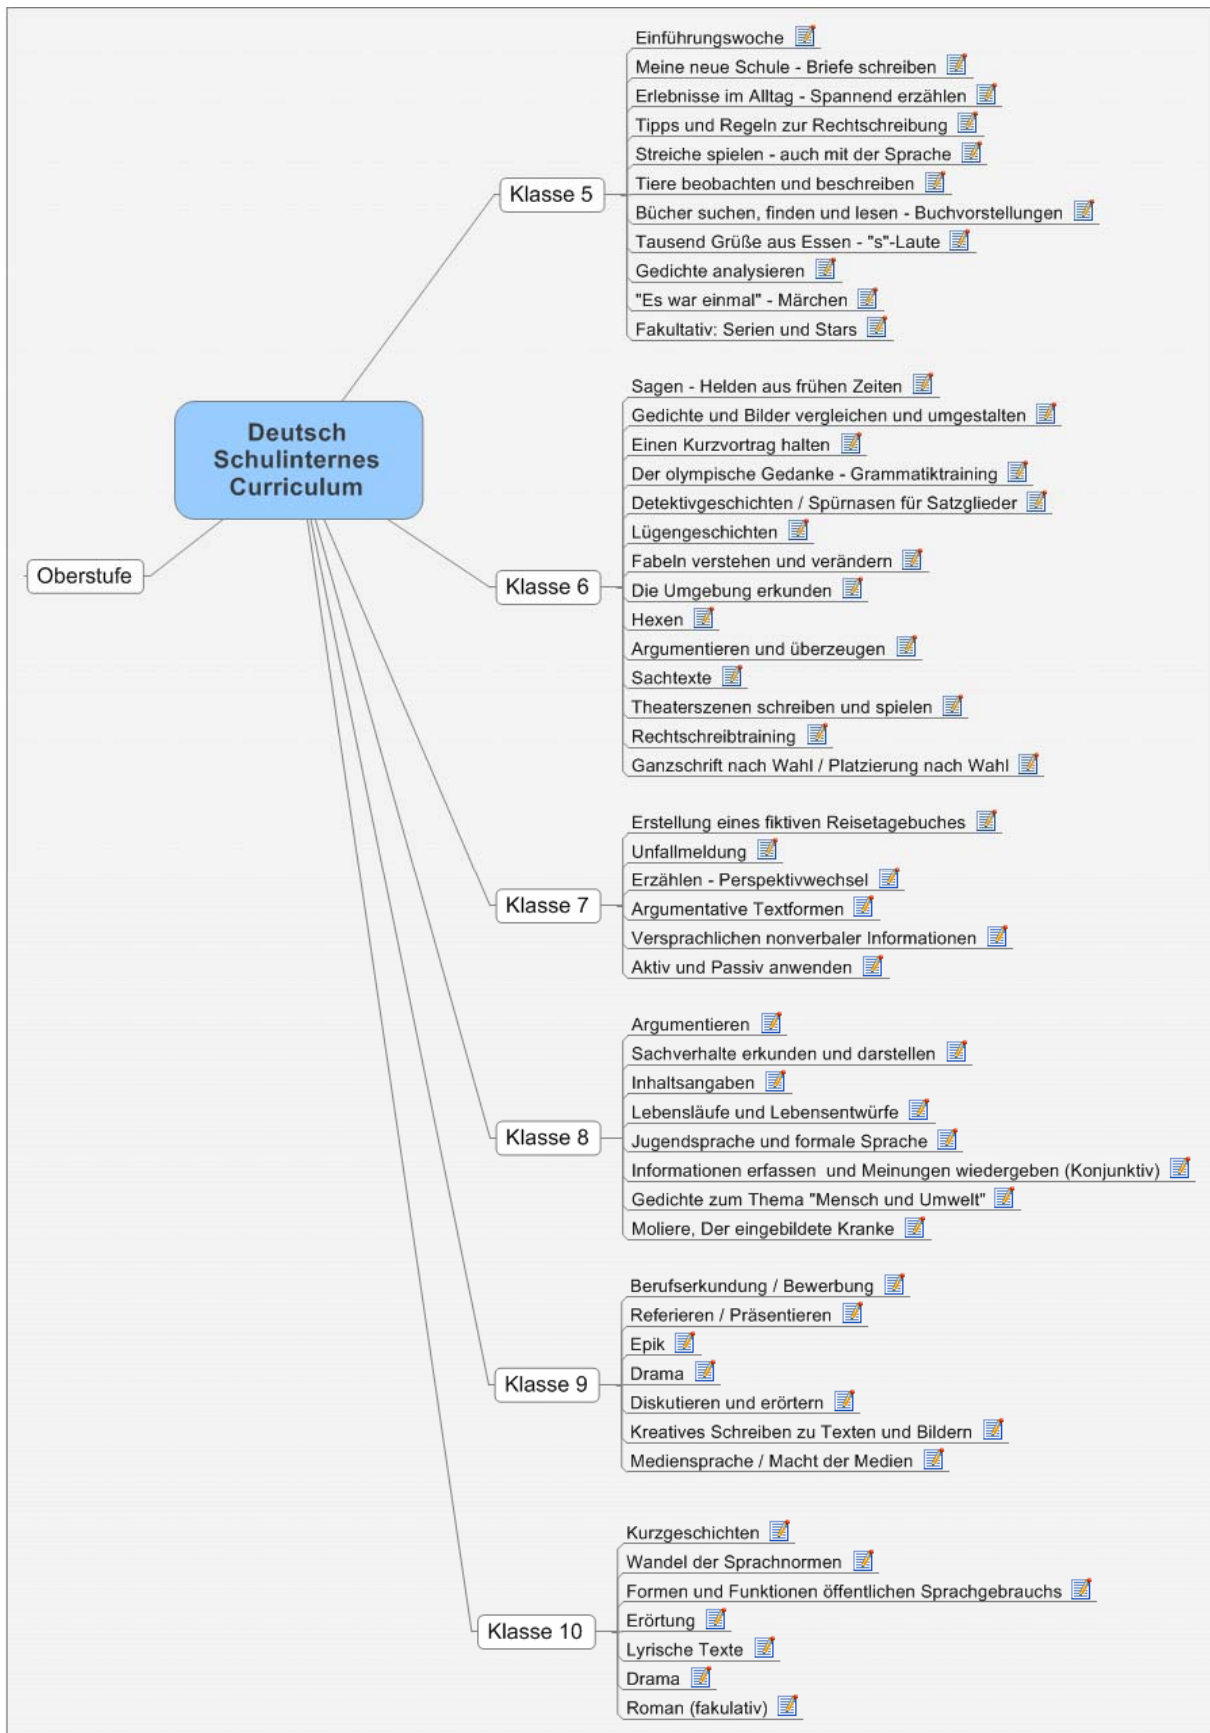 Deutsch
Schulinternes
Curriculum
Oberstufe
Klasse 5
Einführungswoche
Meine neue Schule - Briefe schreiben
Erlebnisse im Alltag - Spannend erzählen
Tipps und Regeln zur Rechtschreibung
Streiche spielen - auch mit der Sprache
Tiere beobachten und beschreiben
Bücher suchen, finden und lesen - Buchvorstellungen
Tausend Grüße aus Essen - "s"-Laute
Gedichte analysieren
"Es war einmal" - Märchen
Fakultativ: Serien und Stars
Klasse 6
Sagen - Helden aus frühen Zeiten
Gedichte und Bilder vergleichen und umgestalten
Einen Kurzvortrag halten
Der olympische Gedanke - Grammatiktraining
Detektivgeschichten / Spürnasen für Satzglieder
Lügengeschichten
Fabeln verstehen und verändern
Die Umgebung erkunden
Hexen
Argumentieren und überzeugen
Sachtexte
Theaterszenen schreiben und spielen
Rechtschreibtraining
Ganzschrift nach Wahl / Platzierung nach Wahl
Klasse 7
Erstellung eines fiktiven Reisetagebuches
Unfallmeldung
Erzählen - Perspektivwechsel
Argumentative Textformen
Versprachlichen nonverbaler Informationen
Aktiv und Passiv anwenden
Klasse 8
Argumentieren
Sachverhalte erkunden und darstellen
Inhaltsangaben
Lebensläufe und Lebensentwürfe
Jugendsprache und formale Sprache
Informationen erfassen  und Meinungen wiedergeben (Konjunktiv)
Gedichte zum Thema "Mensch und Umwelt"
Moliere, Der eingebildete Kranke
Klasse 9
Berufserkundung / Bewerbung
Referieren / Präsentieren
Epik
Drama
Diskutieren und erörtern
Kreatives Schreiben zu Texten und Bildern
Mediensprache / Macht der Medien
Klasse 10
Kurzgeschichten
Wandel der Sprachnormen
Formen und Funktionen öffentlichen Sprachgebrauchs
Erörtung
Lyrische Texte
Drama
Roman (fakulativ)